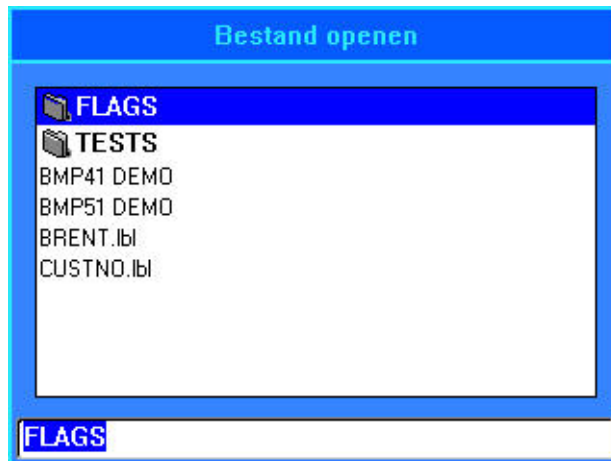 Bestand openen
FLAGS
TESTS
BMP41 DEMO
BMP51 DEMO
BRENT.lbl
CUSTNO.lbl
FLAGS